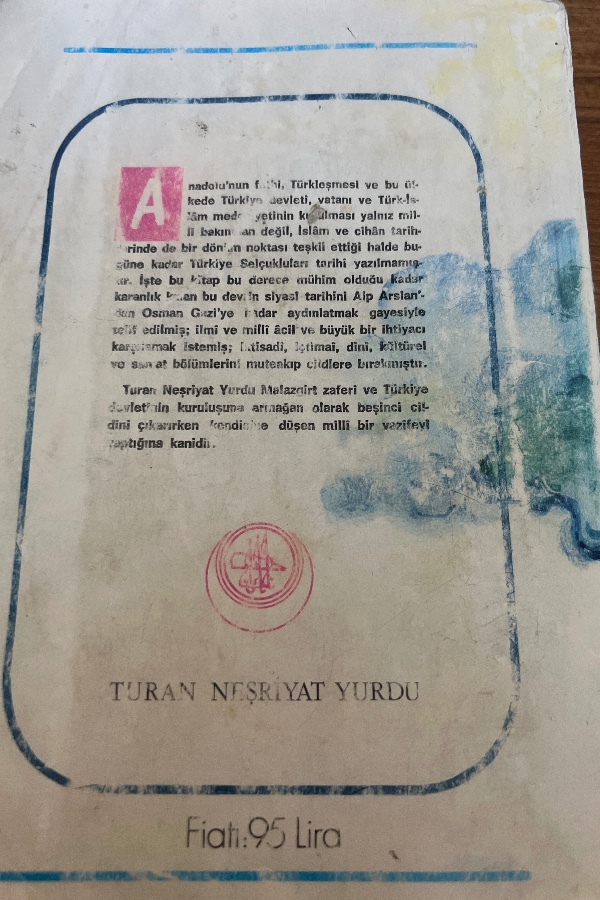 Anadolu'nun fethi, Türkleşmesi ve bu ül-
kede Türkiye devleti, vatanı ve Türk-İs-
lâm medeniyetinin kurulması yalnız mil-
lî bakımdan değil, İslâm ve cihân tarih-
lerinde de bir dönüm noktası teşkil ettiği halde bu-
güne kadar Türkiye Selçukluları tarihi yazılmamış-
tır. İşte bu kitap bu derece mühim olduğu kadar
karanlık kalan bu devrin siyasî tarihini Alp Arslan'-
dan Osman Gazi'ye kadar aydınlatmak gayesiyle
telif edilmiş; ilmî ve millî âcil ve büyük bir ihtiyacı
karşılamak istemiş; iktisadî, içtimaî, dinî, kültürel
ve san'at bölümlerini müteakip cildlere bırakmıştır.
Turan Neşriyat Yurdu Malazgirt zaferi ve Türkiye
devletinin kuruluşuna armağan olarak beşinci cil-
dini çıkarırken kendisine düşen millî bir vazifeyi
yaptığına kanidir.
TURAN NEŞRİYAT YURDU
Fiatı:95 Lira